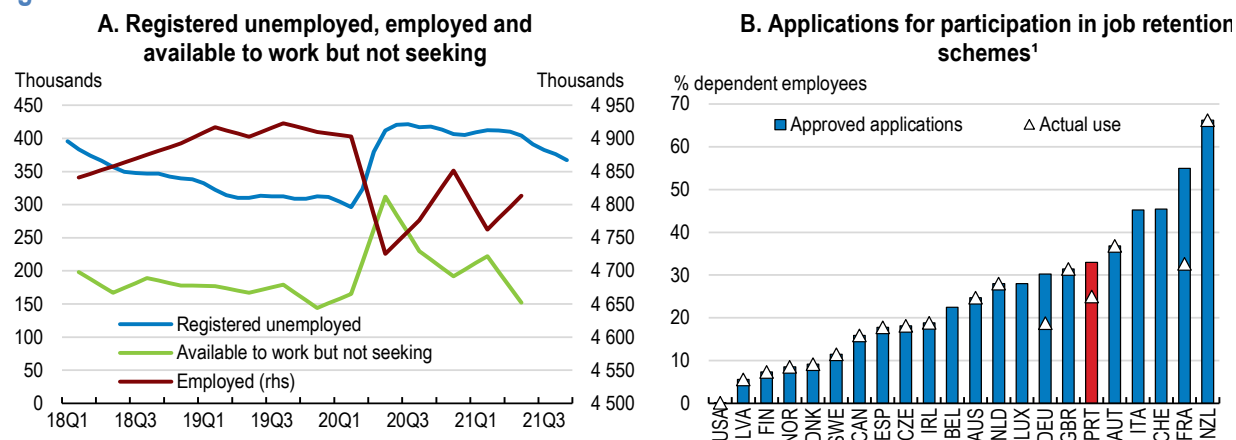 A. Registered unemployed, employed and
available to work but not seeking
Thousands
Thousands
450
400
350
300
250
200
150
100
50
0
4 950
4 900
4 850
4 800
4 750
4 700
4 650
4 600
4 550
4 500
Registered unemployed
Available to work but not seeking
Employed (rhs)
18Q1 18Q3 19Q1 19Q3 20Q1 20Q3 21Q1 21Q3
B. Applications for participation in job retention
schemes¹
% dependent employees
70
60
50
40
30
20
10
0
Approved applications
Actual use
USA
LVA
FIN
NOR
DNK
SWE
CAN
ESP
CZE
IRL
BEL
AUS
NLD
LUX
DEU
GBR
PRT
AUT
ITA
CHE
FRA
NZL